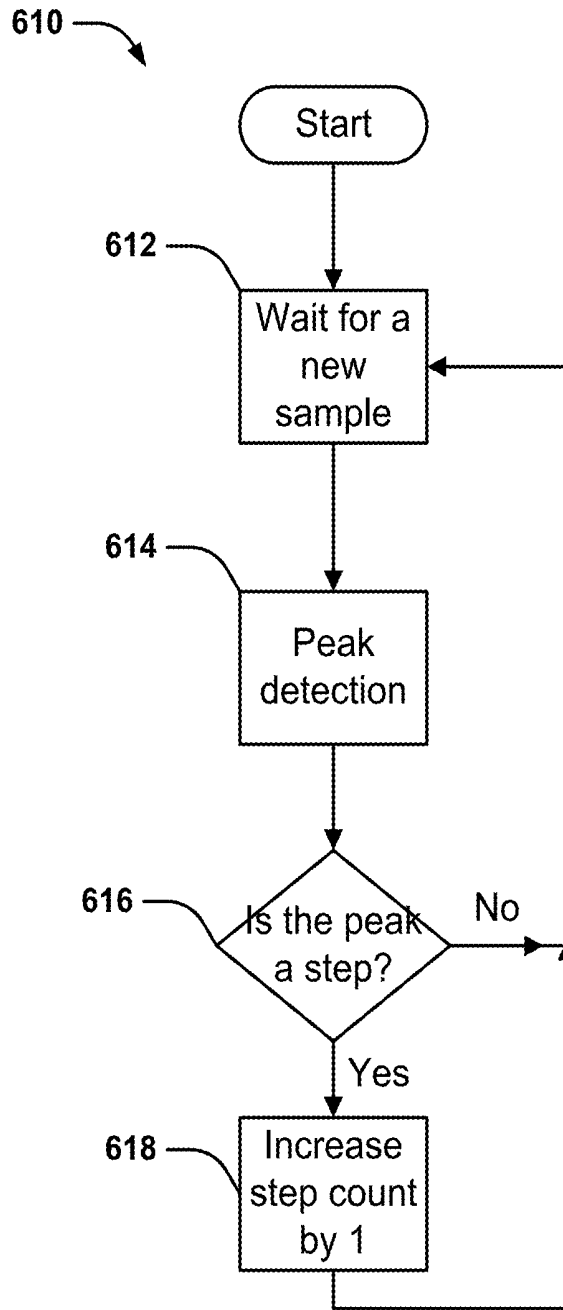 610
Start
612
Wait for a
new
sample
614
Peak
detection
616
Is the peak
a step?
No
Yes
618
Increase
step count
by 1